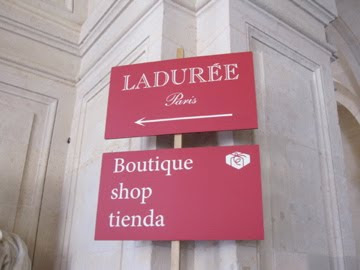 LADURÉE
Paris
Boutique
shop
tienda